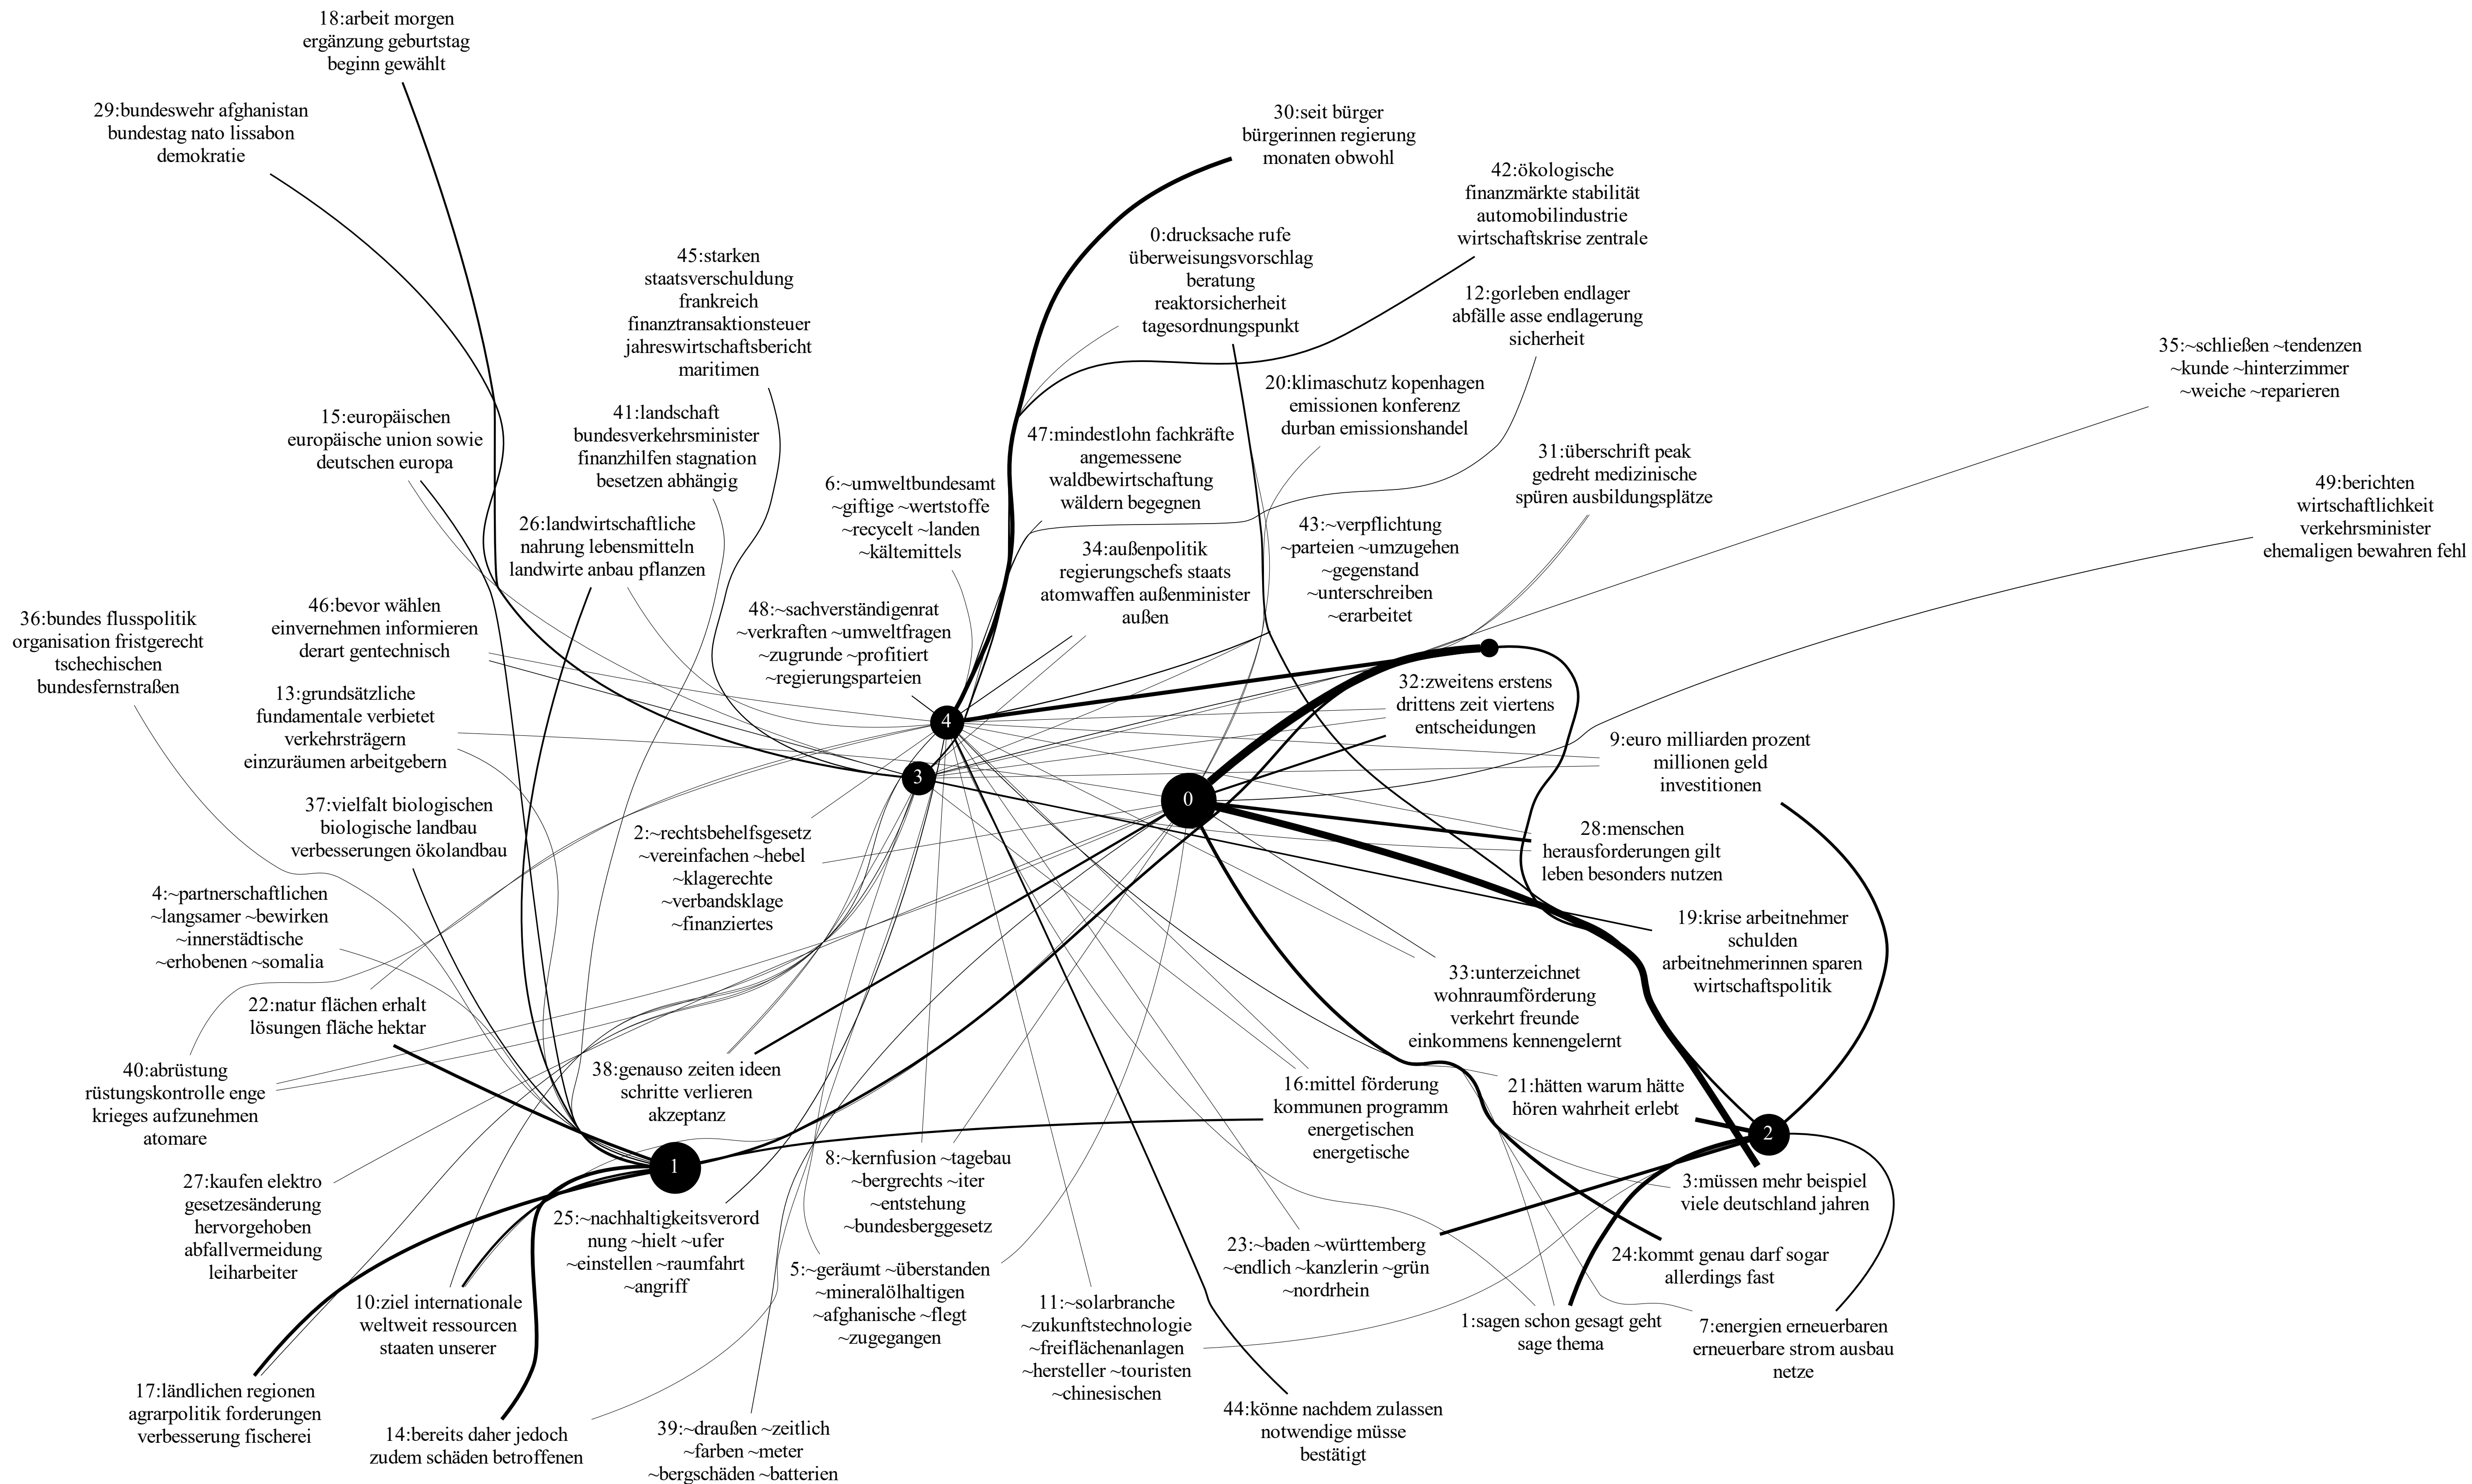 18:arbeit morgen
ergänzung geburtstag
beginn gewählt
29:bundeswehr afghanistan
bundestag nato lissabon
demokratie
30:seit bürger
bürgerinnen regierung
monaten obwohl
42:ökologische
finanzmärkte stabilität
automobilindustrie
wirtschaftskrise zentrale
0:drucksache rufe
überweisungsvorschlag
beratung
reaktorsicherheit
tagesordnungspunkt
45:starken
staatsverschuldung
frankreich
finanztransaktionsteuer
jahreswirtschaftsbericht
maritimen
12:gorleben endlager
abfälle asse endlagerung
sicherheit
35:~schließen ~tendenzen
~kunde ~hinterzimmer
~weiche ~reparieren
20:klimaschutz kopenhagen
emissionen konferenz
durban emissionshandel
15:europäischen
europäische union sowie
deutschen europa
41:landschaft
bundesverkehrsminister
finanzhilfen stagnation
besetzen abhängig
47:mindestlohn fachkräfte
angemessene
waldbewirtschaftung
wäldern begegnen
31:überschrift peak
gedreht medizinische
spüren ausbildungsplätze
6:~umweltbundesamt
~giftige ~wertstoffe
~recycelt ~landen
~kältemittels
49:berichten
wirtschaftlichkeit
verkehrsminister
ehemaligen bewahren fehl
26:landwirtschaftliche
nahrung lebensmitteln
landwirte anbau pflanzen
43:~verpflichtung
~parteien ~umzugehen
~gegenstand
~unterschreiben
~erarbeitet
34:außenpolitik
regierungschefs staats
atomwaffen außenminister
außen
46:bevor wählen
einvernehmen informieren
derart gentechnisch
48:~sachverständigenrat
~verkraften ~umweltfragen
~zugrunde ~profitiert
~regierungsparteien
36:bundes flusspolitik
organisation fristgerecht
tschechischen
bundesfernstraßen
13:grundsätzliche
fundamentale verbietet
verkehrsträgern
einzuräumen arbeitgebern
32:zweitens erstens
drittens zeit viertens
entscheidungen
4
3
0
9:euro milliarden prozent
millionen geld
investitionen
37:vielfalt biologischen
biologische landbau
verbesserungen ökolandbau
2:~rechtsbehelfsgesetz
~vereinfachen ~hebel
~klagerechte
~verbandsklage
~finanziertes
28:menschen
herausforderungen gilt
leben besonders nutzen
4:~partnerschaftlichen
~langsamer ~bewirken
~innerstädtische
~erhobenen ~somalia
19:krise arbeitnehmer
schulden
arbeitnehmerinnen sparen
wirtschaftspolitik
22:natur flächen erhalt
lösungen fläche hektar
33:unterzeichnet
wohnraumförderung
verkehrt freunde
einkommens kennengelernt
40:abrüstung
rüstungskontrolle enge
krieges aufzunehmen
atomare
38:genauso zeiten ideen
schritte verlieren
akzeptanz
16:mittel förderung
kommunen programm
energetischen
energetische
21:hätten warum hätte
hören wahrheit erlebt
2
1
8:~kernfusion ~tagebau
~bergrechts ~iter
~entstehung
~bundesberggesetz
27:kaufen elektro
gesetzesänderung
hervorgehoben
abfallvermeidung
leiharbeiter
3:müssen mehr beispiel
viele deutschland jahren
25:~nachhaltigkeitsverord
nung ~hielt ~ufer
~einstellen ~raumfahrt
~angriff
23:~baden ~württemberg
~endlich ~kanzlerin ~grün
~nordrhein
24:kommt genau darf sogar
allerdings fast
5:~geräumt ~überstanden
~mineralölhaltigen
~afghanische ~flegt
~zugegangen
10:ziel internationale
weltweit ressourcen
staaten unserer
11:~solarbranche
~zukunftstechnologie
~freiflächenanlagen
~hersteller ~touristen
~chinesischen
1:sagen schon gesagt geht
sage thema
7:energien erneuerbaren
erneuerbare strom ausbau
netze
17:ländlichen regionen
agrarpolitik forderungen
verbesserung fischerei
14:bereits daher jedoch
zudem schäden betroffenen
39:~draußen ~zeitlich
~farben ~meter
~bergschäden ~batterien
44:könne nachdem zulassen
notwendige müsse
bestätigt